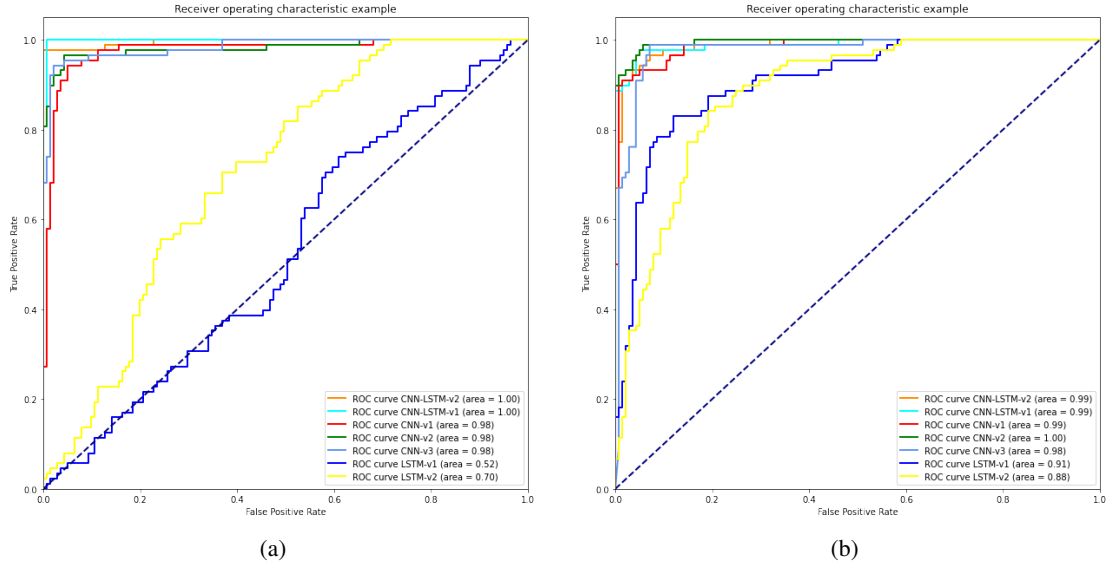 Receiver operating characteristic example
1.0
0.8
0.6
0.4
0.2
0.0
True Positive Rate
ROC curve CNN-LSTM-v2 (area = 1.00)
ROC curve CNN-LSTM-v1 (area = 1.00)
ROC curve CNN-v1 (area = 0.98)
ROC curve CNN-v2 (area = 0.98)
ROC curve CNN-v3 (area = 0.98)
ROC curve LSTM-v1 (area = 0.52)
ROC curve LSTM-v2 (area = 0.70)
0.0 0.2 0.4 0.6 0.8 1.0
False Positive Rate
(a)
Receiver operating characteristic example
1.0
0.8
0.6
0.4
0.2
0.0
True Positive Rate
ROC curve CNN-LSTM-v2 (area = 0.99)
ROC curve CNN-LSTM-v1 (area = 0.99)
ROC curve CNN-v1 (area = 0.99)
ROC curve CNN-v2 (area = 1.00)
ROC curve CNN-v3 (area = 0.98)
ROC curve LSTM-v1 (area = 0.91)
ROC curve LSTM-v2 (area = 0.88)
0.0 0.2 0.4 0.6 0.8 1.0
False Positive Rate
(b)